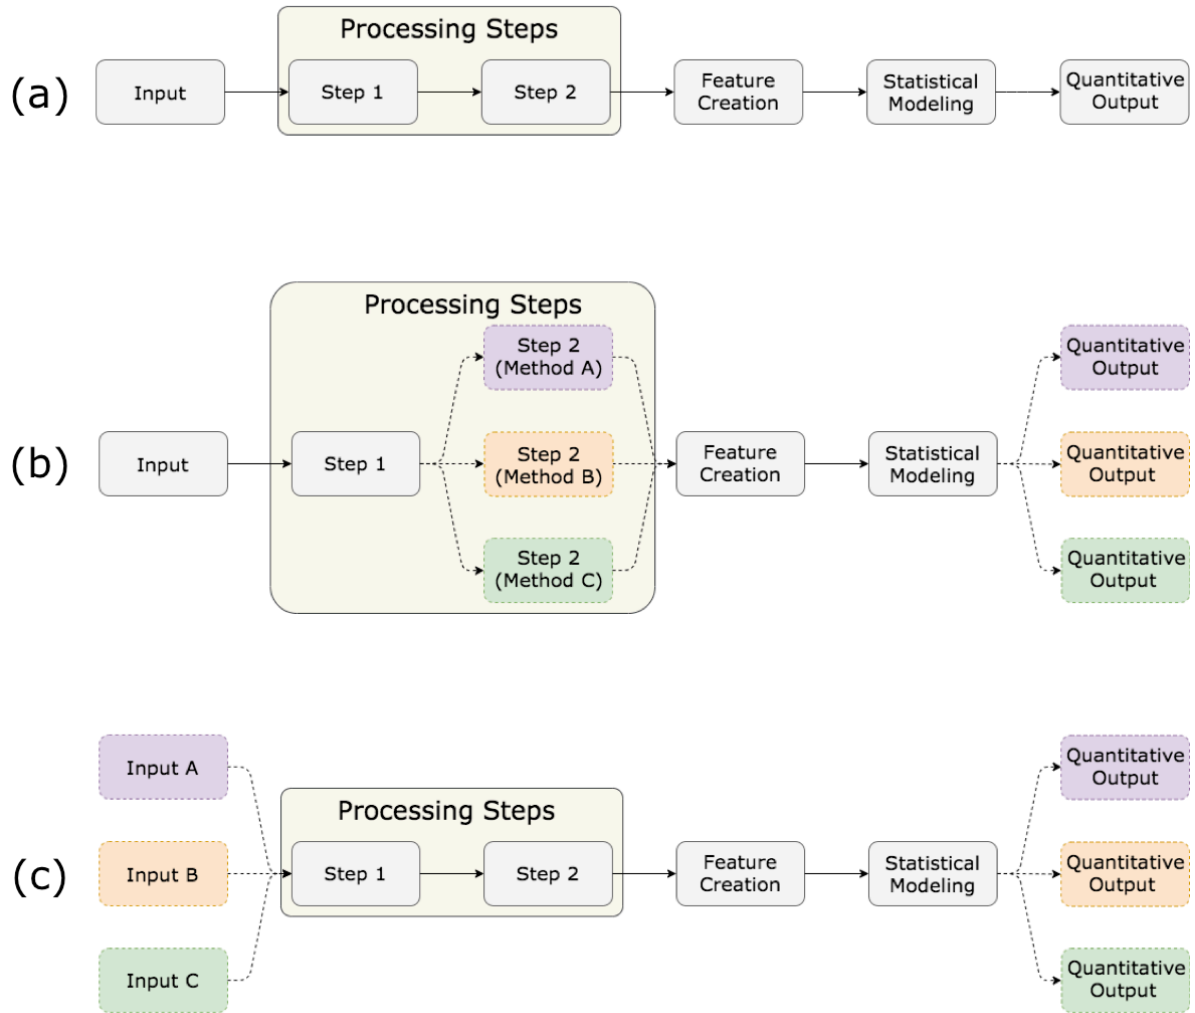 Processing Steps
(a)
Input
Step 1
Step 2
Feature
Creation
Statistical
Modeling
Quantitative
Output
Processing Steps
Step 2
(Method A)
Quantitative
Output
(b)
Input
Step 1
Step 2
(Method B)
Feature
Creation
Statistical
Modeling
Quantitative
Output
Step 2
(Method C)
Quantitative
Output
Input A
Quantitative
Output
Processing Steps
(c)
Input B
Step 1
Step 2
Feature
Creation
Statistical
Modeling
Quantitative
Output
Input C
Quantitative
Output